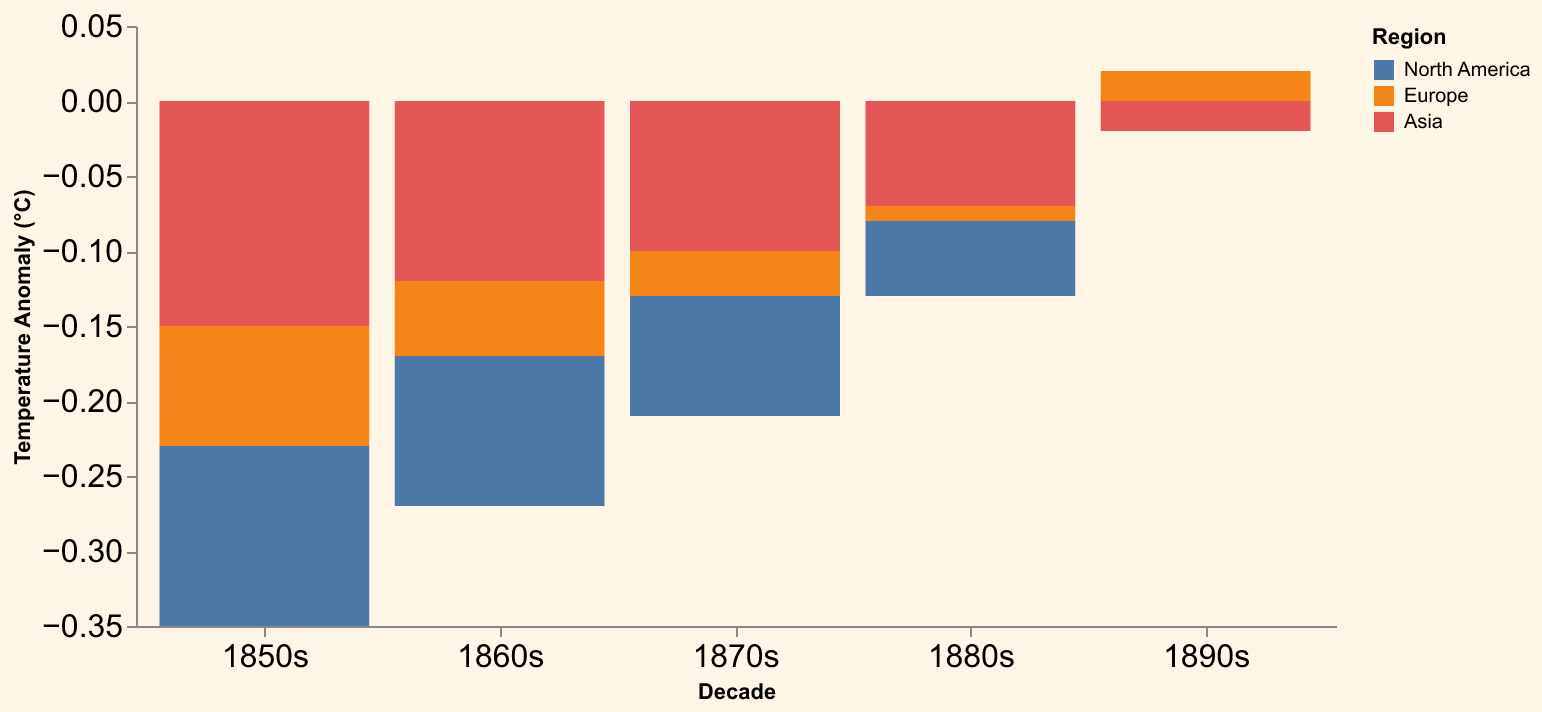 0.05
0.00
−0.05
−0.10
−0.15
−0.20
−0.25
−0.30
−0.35
Temperature Anomaly (°C)
1850s
1860s
1870s
1880s
1890s
Decade
Region
North America
Europe
Asia